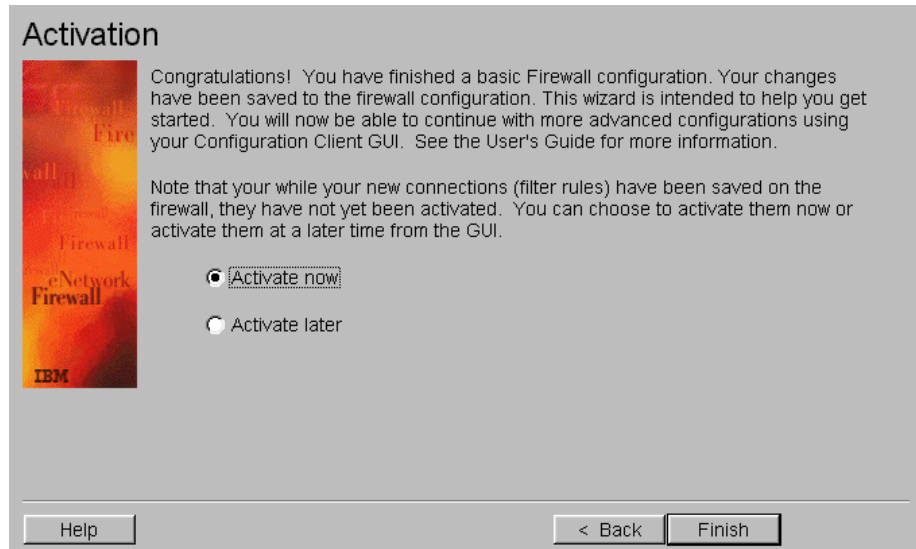 Activation
Congratulations!  You have finished a basic Firewall configuration. Your changes
have been saved to the firewall configuration. This wizard is intended to help you get
started.  You will now be able to continue with more advanced configurations using
your Configuration Client GUI.  See the User's Guide for more information.
Note that your while your new connections (filter rules) have been saved on the
firewall, they have not yet been activated.  You can choose to activate them now or
activate them at a later time from the GUI.
Activate now
Activate later
Firewall
Fire
wall
Firewall
Firewall
eNetwork
Firewall
IBM
Help
< Back
Finish